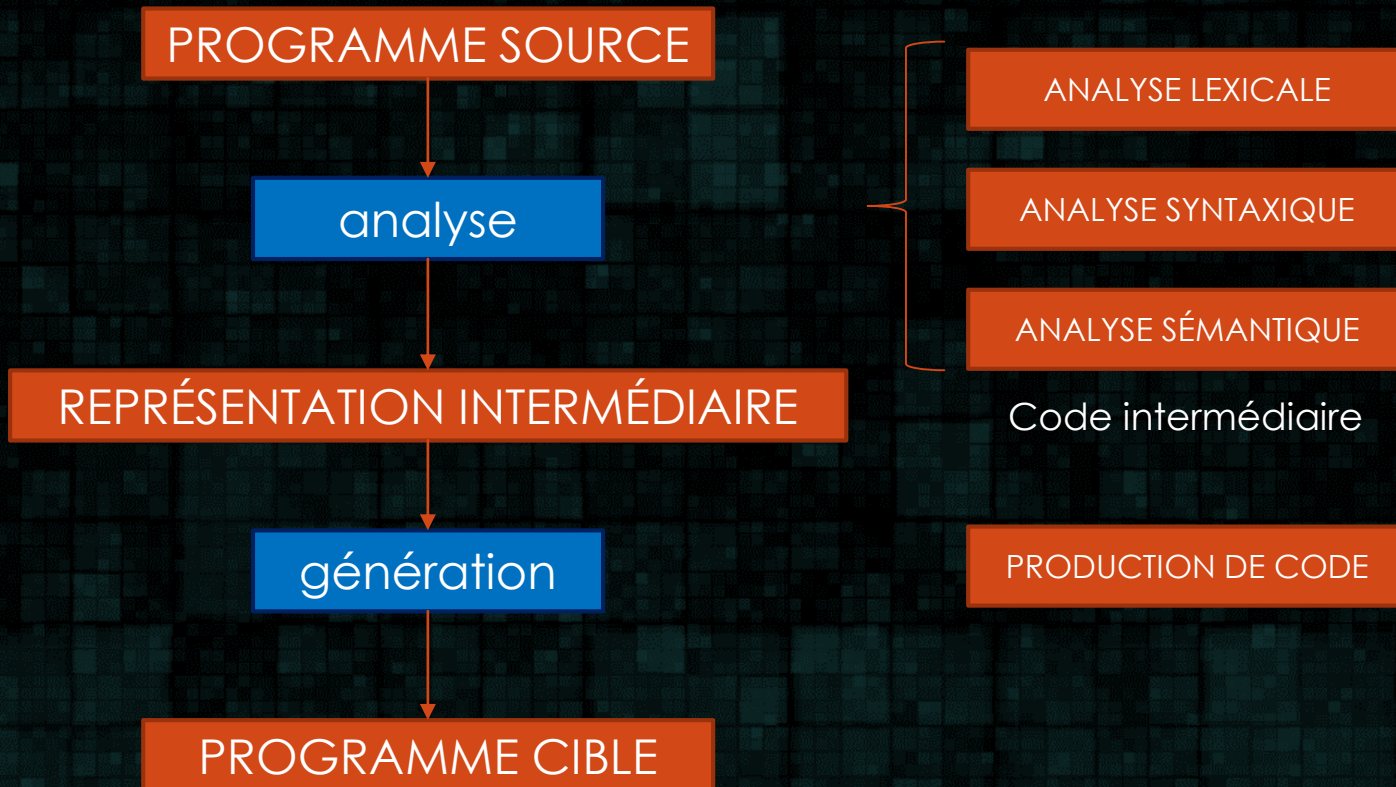 PROGRAMME SOURCE
analyse
REPRÉSENTATION INTERMÉDIAIRE
génération
PROGRAMME CIBLE
ANALYSE LEXICALE
ANALYSE SYNTAXIQUE
ANALYSE SÉMANTIQUE
Code intermédiaire
PRODUCTION DE CODE